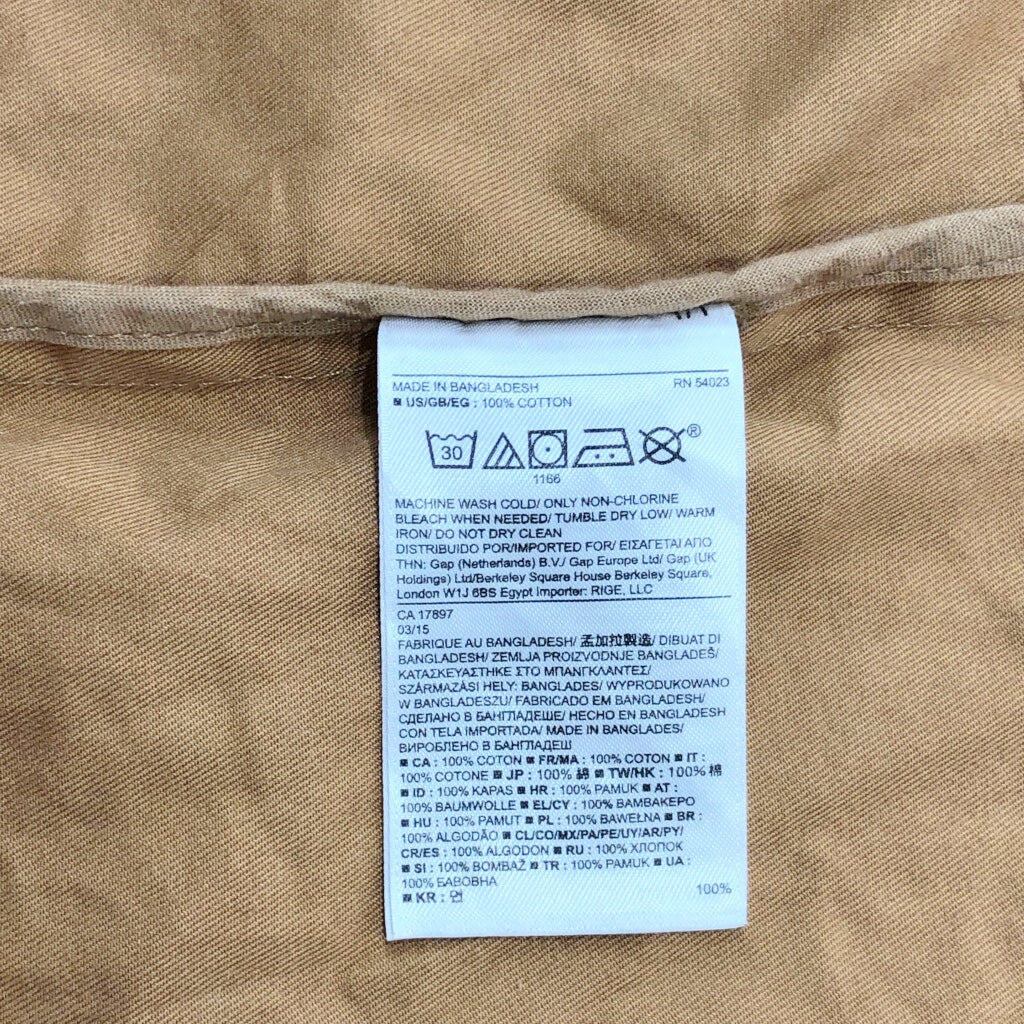 MADE IN BANGLADESH RN 54023
US/GB/EG : 100% COTTON
30
®
1166
MACHINE WASH COLD/ ONLY NON-CHLORINE
BLEACH WHEN NEEDED/ TUMBLE DRY LOW/ WARM
IRON/ DO NOT DRY CLEAN
DISTRIBUIDO POR/IMPORTED FOR/ ΕΙΣΑΓΕΤΑΙ ΑΠΟ
ΤΗΝ: Gap (Netherlands) B.V./ Gap Europe Ltd/ Gap (UK
Holdings) Ltd/Berkeley Square House Berkeley Square,
London W1J 6BS Egypt Importer: RIGE, LLC
CA 17897
03/15
FABRIQUE AU BANGLADESH/ 孟加拉製造/ DIBUAT DI
BANGLADESH/ ZEMLJA PROIZVODNJE BANGLADEŠ/
ΚΑΤΑΣΚΕΥΑΣΤΗΚΕ ΣΤΟ ΜΠΑΝΓΚΛΑΝΤΕΣ/
SZÁRMAZÁSI HELY: BANGLADES/ WYPRODUKOWANO
W BANGLADESZU/ FABRICADO EM BANGLADESH/
СДЕЛАНО В БАНГЛАДЕШЕ/ HECHO EN BANGLADESH
CON TELA IMPORTADA/ MADE IN BANGLADES/
ВИРОБЛЕНО В БАНГЛАДЕШ
CA : 100% COTON FR/MA : 100% COTON IT :
100% COTONE JP : 100% 綿 TW/HK : 100% 棉
ID : 100% KAPAS HR : 100% PAMUK AT :
100% BAUMWOLLE EL/CY : 100% ΒΑΜΒΑΚΕΡΟ
HU : 100% PAMUT PL : 100% BAWEŁNA BR :
100% ALGODÃO CL/CO/MX/PA/PE/UY/AR/PY/
CR/ES : 100% ALGODON RU : 100% ХЛОПОК
SI : 100% BOMBAŽ TR : 100% PAMUK UA :
100% БАВОВНА
KR : 면 100%